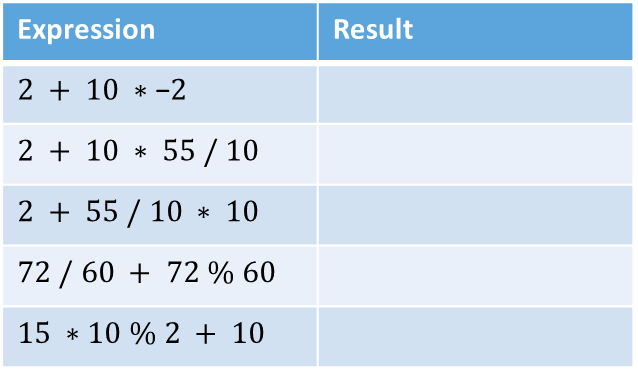 Expression Result
2 + 10 * –2
2 + 10 * 55 / 10
2 + 55 / 10 * 10
72 / 60 + 72 % 60
15 * 10 % 2 + 10